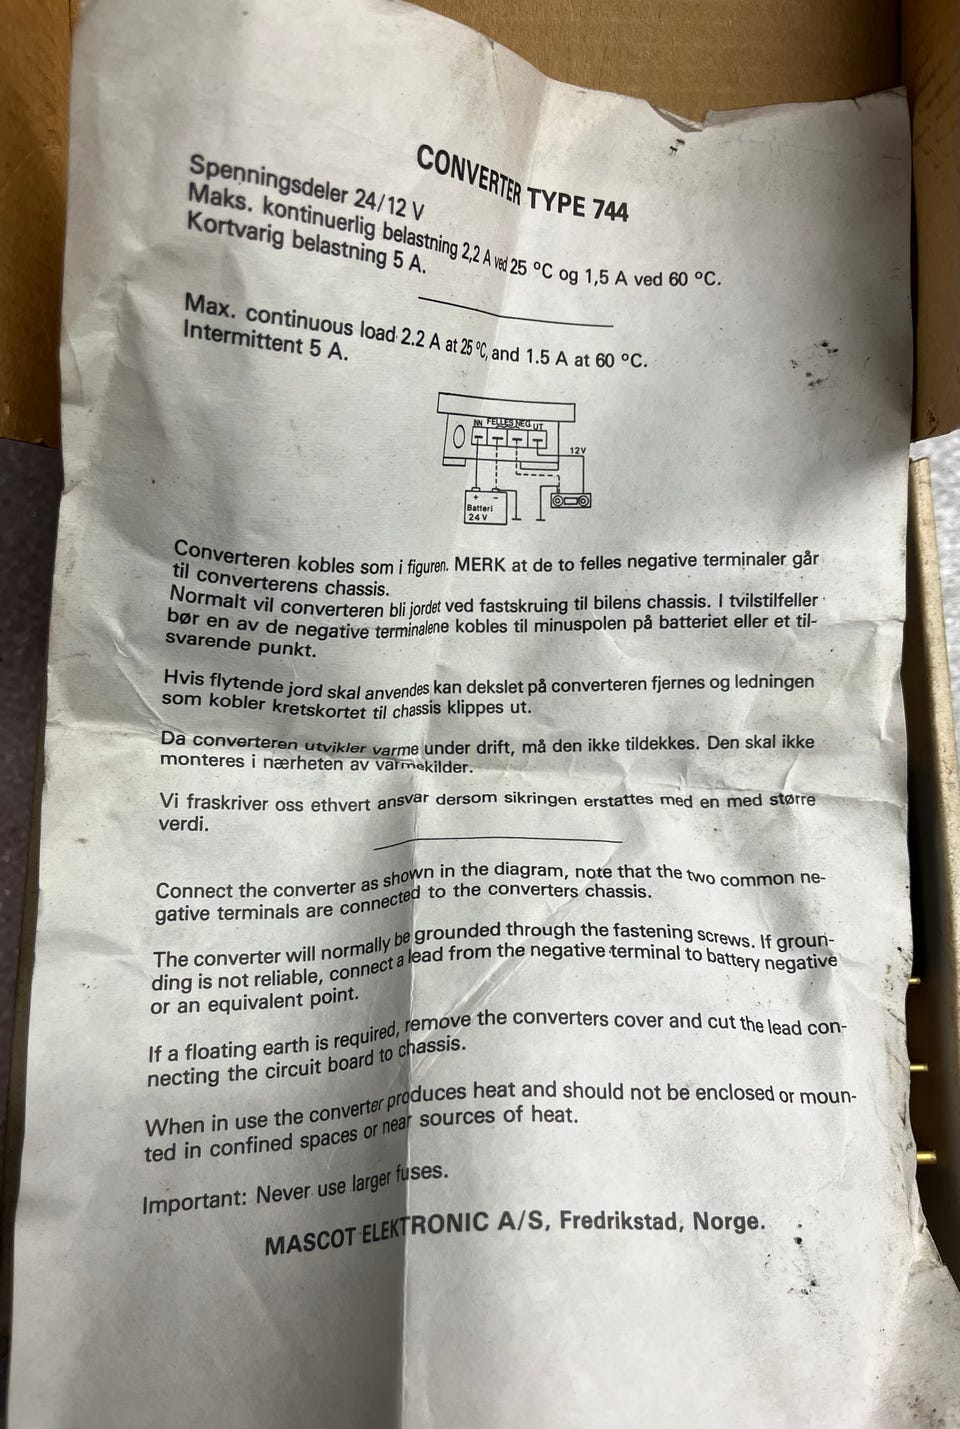 CONVERTER TYPE 744
Spenningsdeler 24/12 V
Maks. kontinuerlig belastning 2,2 A ved 25 °C og 1,5 A ved 60 °C.
Kortvarig belastning 5 A.
Max. continuous load 2.2 A at 25 °C, and 1.5 A at 60 °C.
Intermittent 5 A.
INN FELLES NEG UT
12V
+ -
Batteri
24 V
Converteren kobles som i figuren. MERK at de to felles negative terminaler går
til converterens chassis.
Normalt vil converteren bli jordet ved fastskruing til bilens chassis. I tvilstilfeller
bør en av de negative terminalene kobles til minuspolen på batteriet eller et til-
svarende punkt.
Hvis flytende jord skal anvendes kan dekslet på converteren fjernes og ledningen
som kobler kretskortet til chassis klippes ut.
Da converteren utvikler varme under drift, må den ikke tildekkes. Den skal ikke
monteres i nærheten av varmekilder.
Vi fraskriver oss ethvert ansvar dersom sikringen erstattes med en med større
verdi.
Connect the converter as shown in the diagram, note that the two common ne-
gative terminals are connected to the converters chassis.
The converter will normally be grounded through the fastening screws. If groun-
ding is not reliable, connect a lead from the negative terminal to battery negative
or an equivalent point.
If a floating earth is required, remove the converters cover and cut the lead con-
necting the circuit board to chassis.
When in use the converter produces heat and should not be enclosed or moun-
ted in confined spaces or near sources of heat.
Important: Never use larger fuses.
MASCOT ELEKTRONIC A/S, Fredrikstad, Norge.